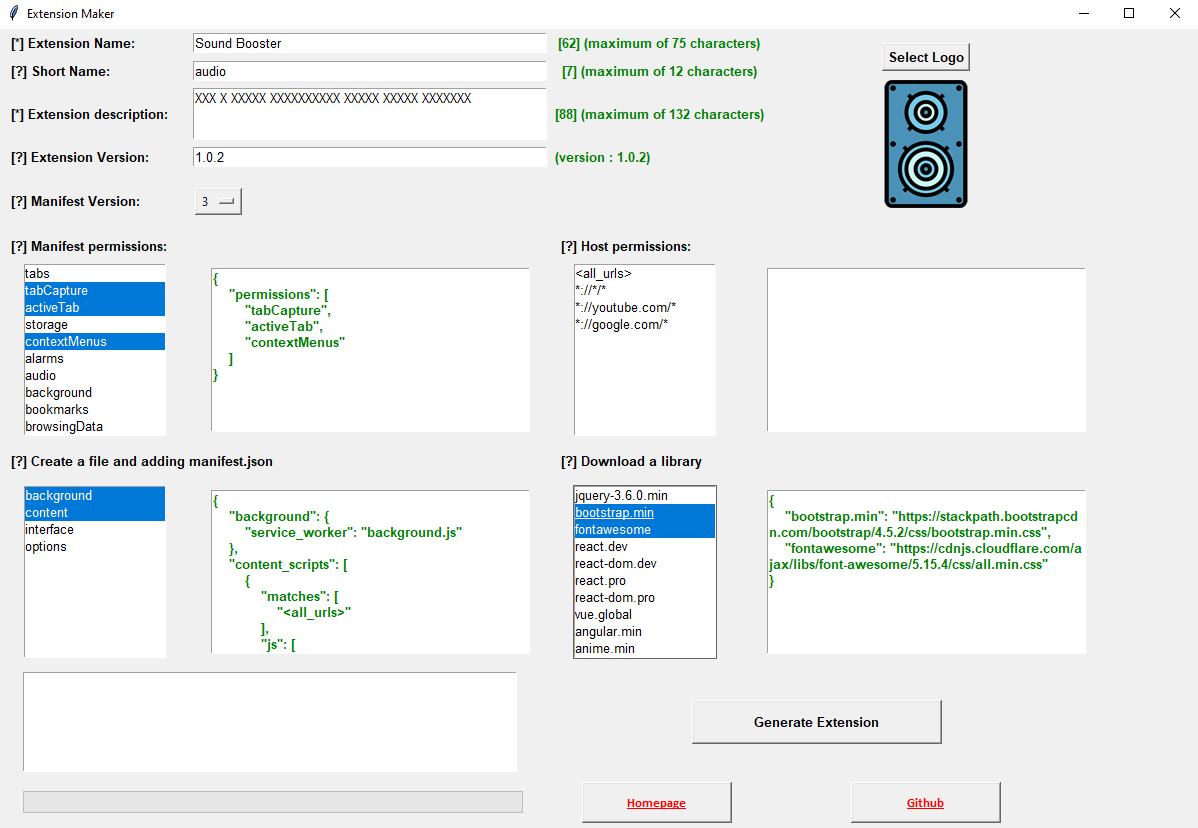 Extension Maker
[*] Extension Name:
Sound Booster
[62] (maximum of 75 characters)
Select Logo
[?] Short Name:
audio
[7] (maximum of 12 characters)
[*] Extension description:
XXX X XXXXX XXXXXXXXXX XXXXX XXXXX XXXXXXX
[88] (maximum of 132 characters)
[?] Extension Version:
1.0.2
(version : 1.0.2)
[?] Manifest Version:
3
[?] Manifest permissions:
tabs
tabCapture
activeTab
storage
contextMenus
alarms
audio
background
bookmarks
browsingData
{
"permissions": [
"tabCapture",
"activeTab",
"contextMenus"
]
}
[?] Host permissions:
<all_urls>
*://*/*
*://youtube.com/*
*://google.com/*
[?] Create a file and adding manifest.json
background
content
interface
options
{
"background": {
"service_worker": "background.js"
},
"content_scripts": [
{
"matches": [
"<all_urls>"
],
"js": [
[?] Download a library
jquery-3.6.0.min
bootstrap.min
fontawesome
react.dev
react-dom.dev
react.pro
react-dom.pro
vue.global
angular.min
anime.min
{
"bootstrap.min": "https://stackpath.bootstrapcd
n.com/bootstrap/4.5.2/css/bootstrap.min.css",
"fontawesome": "https://cdnjs.cloudflare.com/a
jax/libs/font-awesome/5.15.4/css/all.min.css"
}
Generate Extension
Homepage
Github